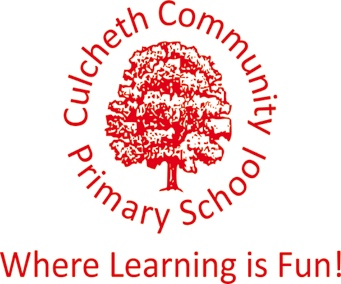 Culcheth Community
Primary School
Where Learning is Fun!